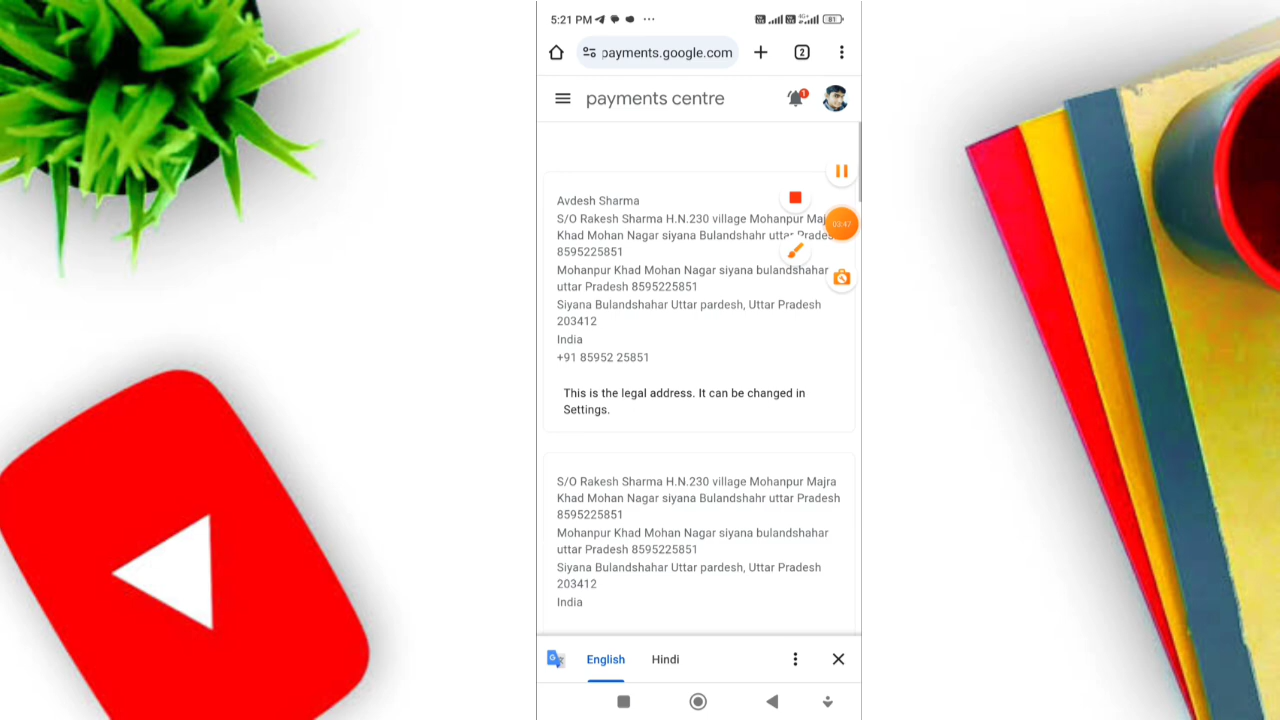 5:21 PM
81
payments.google.com
2
payments centre
1
Avdesh Sharma
S/O Rakesh Sharma H.N.230 village Mohanpur
Khad Mohan Nagar siyana Bulandshahr uttar
8595225851
03:47
Mohanpur Khad Mohan Nagar siyana bulandshahar
uttar Pradesh 8595225851
Siyana Bulandshahar Uttar pardesh, Uttar Pradesh
203412
India
+91 85952 25851
This is the legal address. It can be changed in
Settings.
S/O Rakesh Sharma H.N.230 village Mohanpur Majra
Khad Mohan Nagar siyana Bulandshahr uttar Pradesh
8595225851
Mohanpur Khad Mohan Nagar siyana bulandshahar
uttar Pradesh 8595225851
Siyana Bulandshahar Uttar pardesh, Uttar Pradesh
203412
India
English Hindi